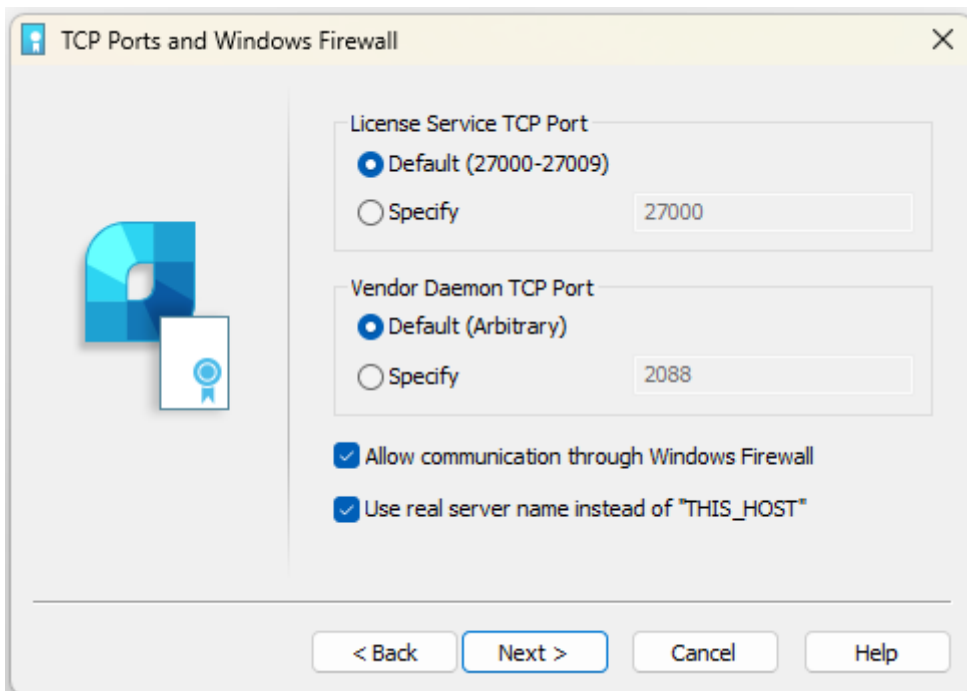 TCP Ports and Windows Firewall
License Service TCP Port
Default (27000-27009)
Specify 27000
Vendor Daemon TCP Port
Default (Arbitrary)
Specify 2088
Allow communication through Windows Firewall
Use real server name instead of "THIS_HOST"
< Back Next > Cancel Help